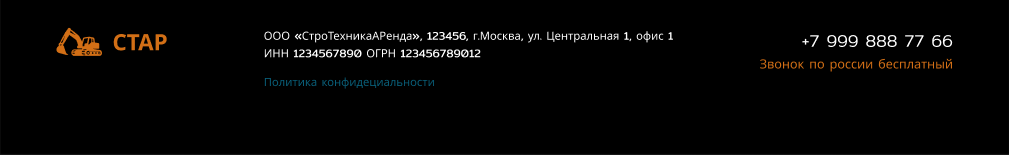 СТАР
ООО «СтроТехникаАРенда», 123456, г.Москва, ул. Центральная 1, офис 1
ИНН 1234567890 ОГРН 123456789012
Политика конфидециальности
+7 999 888 77 66
Звонок по россии бесплатный